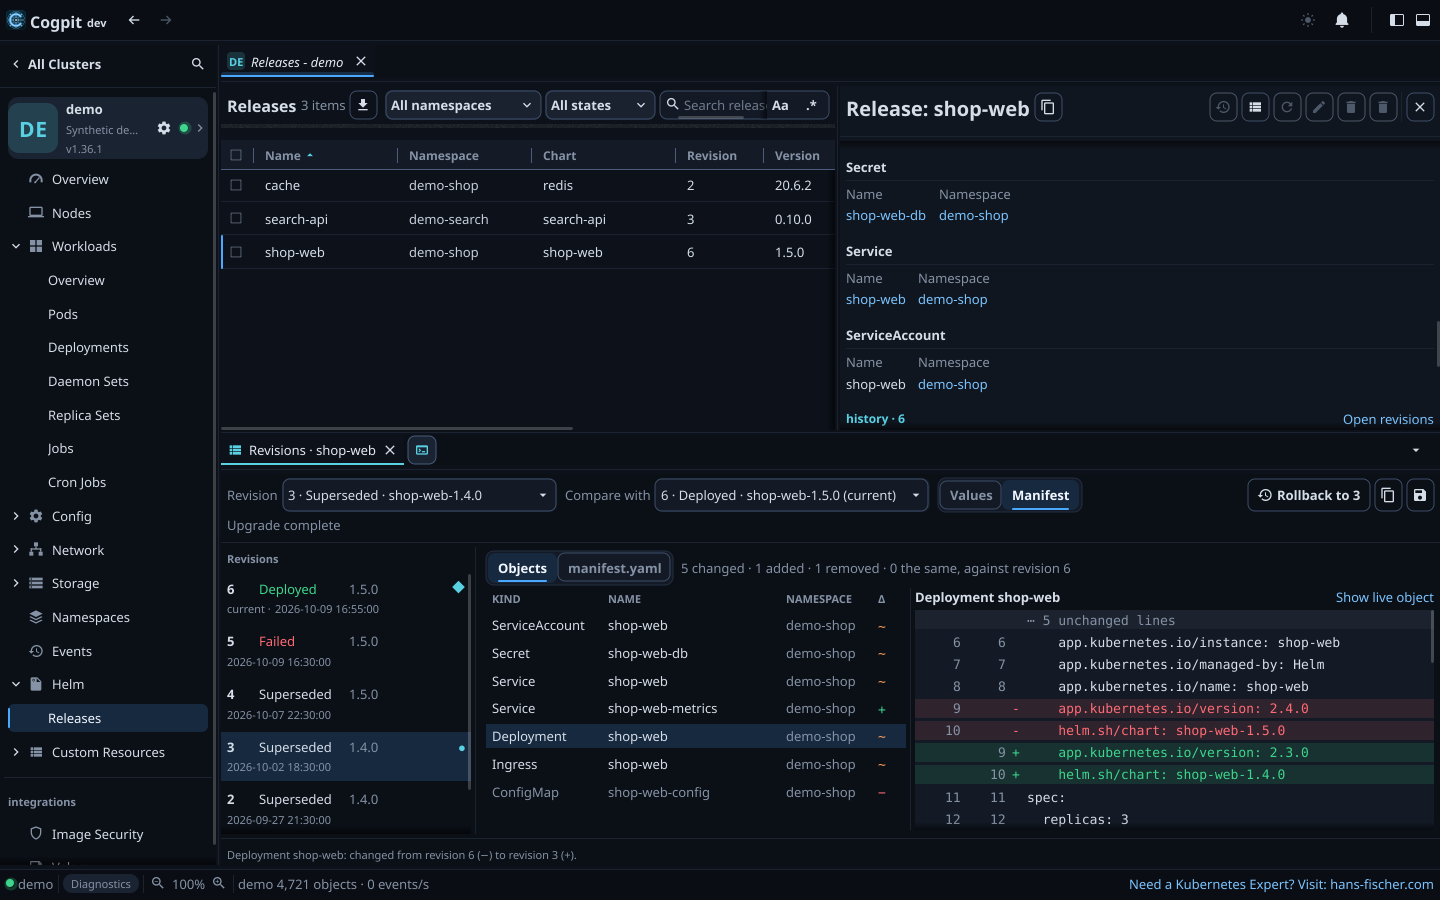 Cogpit dev
All Clusters
DE
demo
Synthetic de...
v1.36.1
Overview
Nodes
Workloads
Overview
Pods
Deployments
Daemon Sets
Replica Sets
Jobs
Cron Jobs
Config
Network
Storage
Namespaces
Events
Helm
Releases
Custom Resources
integrations
Image Security
DE Releases - demo
Releases 3 items All namespaces All states Search releas Aa .*
Name Namespace Chart Revision Version
cache demo-shop redis 2 20.6.2
search-api demo-search search-api 3 0.10.0
shop-web demo-shop shop-web 6 1.5.0
Release: shop-web
Secret
Name Namespace
shop-web-db demo-shop
Service
Name Namespace
shop-web demo-shop
ServiceAccount
Name Namespace
shop-web demo-shop
history · 6 Open revisions
Revisions · shop-web
Revision 3 · Superseded · shop-web-1.4.0 Compare with 6 · Deployed · shop-web-1.5.0 (current) Values Manifest Rollback to 3
Upgrade complete
Revisions
6 Deployed 1.5.0
current · 2026-10-09 16:55:00
5 Failed 1.5.0
2026-10-09 16:30:00
4 Superseded 1.5.0
2026-10-07 22:30:00
3 Superseded 1.4.0
2026-10-02 18:30:00
2 Superseded 1.4.0
2026-09-27 21:30:00
Objects manifest.yaml 5 changed · 1 added · 1 removed · 0 the same, against revision 6
KIND NAME NAMESPACE Δ
ServiceAccount shop-web demo-shop ~
Secret shop-web-db demo-shop ~
Service shop-web demo-shop ~
Service shop-web-metrics demo-shop +
Deployment shop-web demo-shop ~
Ingress shop-web demo-shop ~
ConfigMap shop-web-config demo-shop −
Deployment shop-web Show live object
⋯ 5 unchanged lines
6 6 app.kubernetes.io/instance: shop-web
7 7 app.kubernetes.io/managed-by: Helm
8 8 app.kubernetes.io/name: shop-web
9 - app.kubernetes.io/version: 2.4.0
10 - helm.sh/chart: shop-web-1.5.0
9 + app.kubernetes.io/version: 2.3.0
10 + helm.sh/chart: shop-web-1.4.0
11 11 spec:
12 12 replicas: 3
Deployment shop-web: changed from revision 6 (−) to revision 3 (+).
demo Diagnostics 100% demo 4,721 objects · 0 events/s Need a Kubernetes Expert? Visit: hans-fischer.com